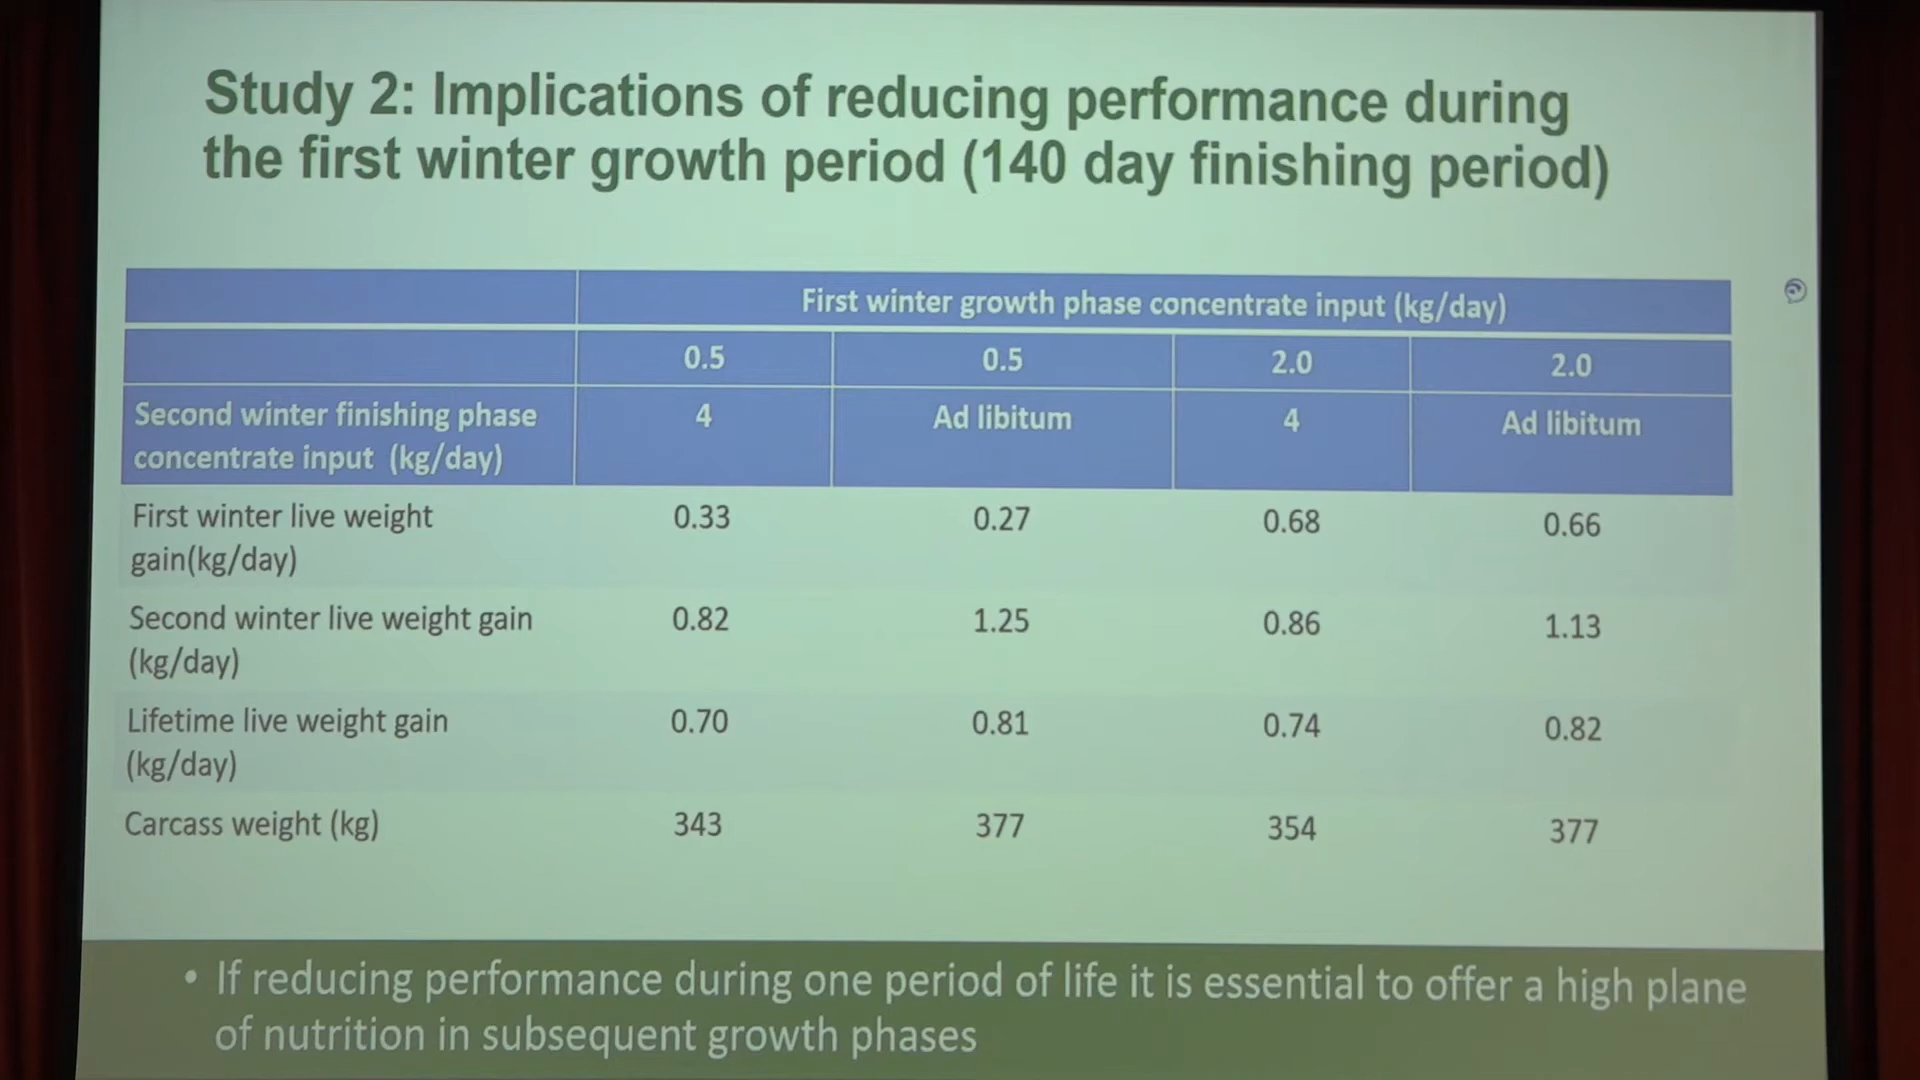 Study 2: Implications of reducing performance during
the first winter growth period (140 day finishing period)
First winter growth phase concentrate input (kg/day)
0.5 0.5 2.0 2.0
Second winter finishing phase
concentrate input (kg/day) 4 Ad libitum 4 Ad libitum
First winter live weight
gain(kg/day) 0.33 0.27 0.68 0.66
Second winter live weight gain
(kg/day) 0.82 1.25 0.86 1.13
Lifetime live weight gain
(kg/day) 0.70 0.81 0.74 0.82
Carcass weight (kg) 343 377 354 377
• If reducing performance during one period of life it is essential to offer a high plane
of nutrition in subsequent growth phases